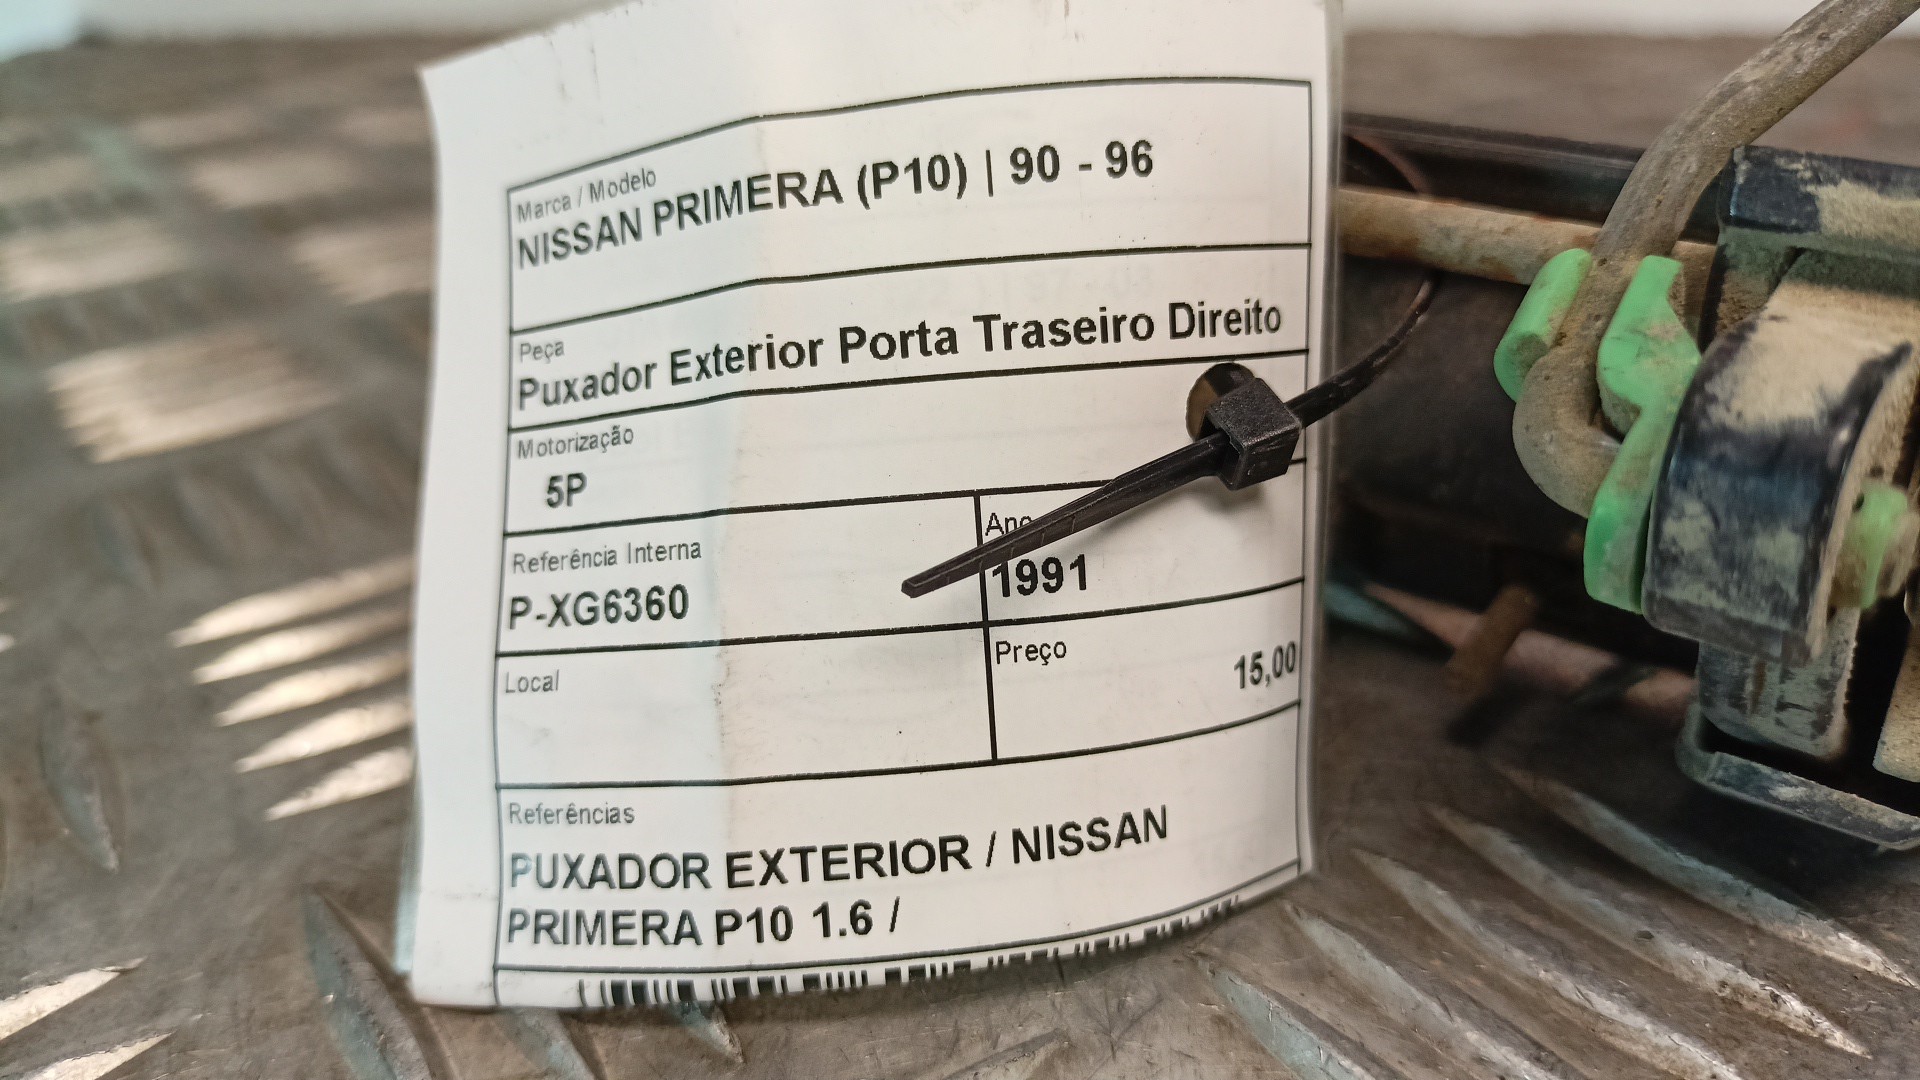 Marca / Modelo
NISSAN PRIMERA (P10) | 90 - 96
Peça
Puxador Exterior Porta Traseiro Direito
Motorização
5P
Referência Interna
P-XG6360
Ano
1991
Local
Preço
15,00
Referências
PUXADOR EXTERIOR / NISSAN
PRIMERA P10 1.6 /